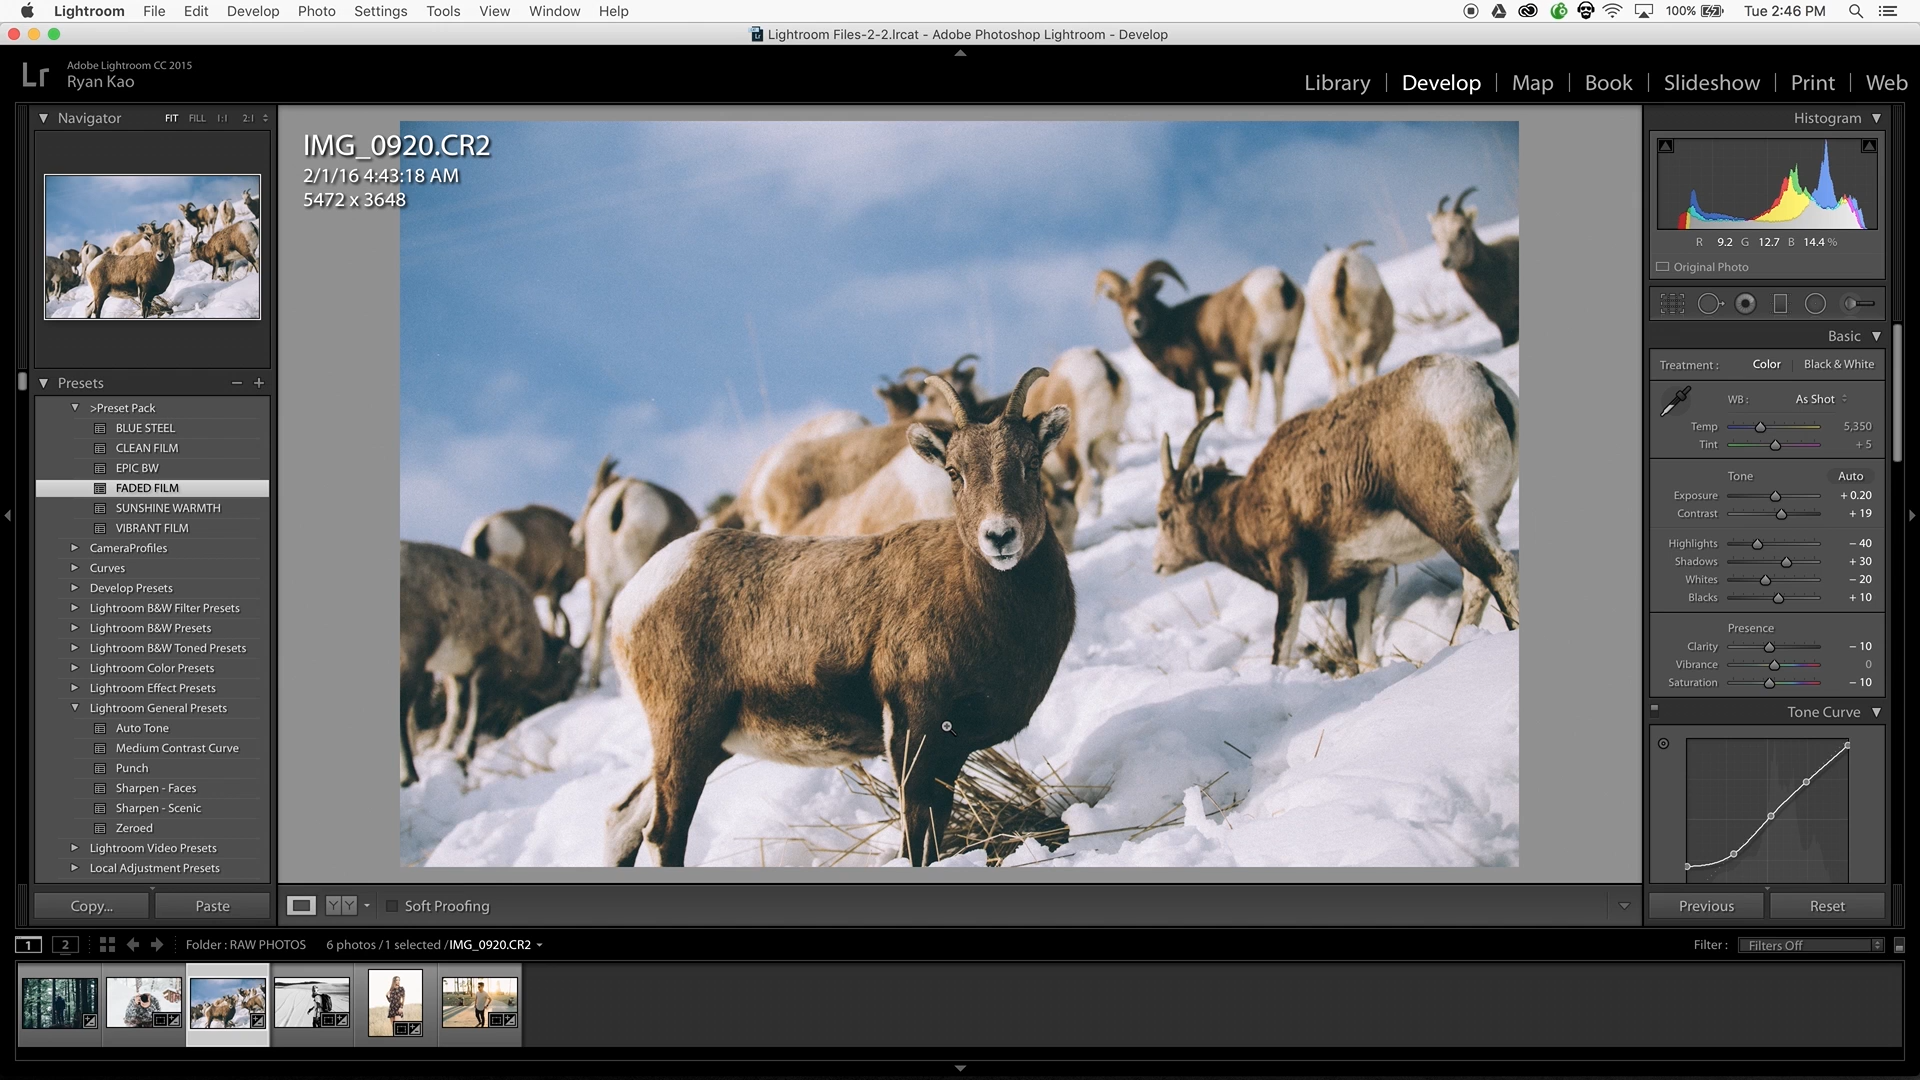 Lightroom File Edit Develop Photo Settings Tools View Window Help 100% Tue 2:46 PM
Lightroom Files-2-2.lrcat - Adobe Photoshop Lightroom - Develop
Lr Adobe Lightroom CC 2015
Ryan Kao
Library Develop Map Book Slideshow Print Web
Navigator FIT FILL 1:1 2:1
IMG_0920.CR2
2/1/16 4:43:18 AM
5472 x 3648
Presets
>Preset Pack
BLUE STEEL
CLEAN FILM
EPIC BW
FADED FILM
SUNSHINE WARMTH
VIBRANT FILM
CameraProfiles
Curves
Develop Presets
Lightroom B&W Filter Presets
Lightroom B&W Presets
Lightroom B&W Toned Presets
Lightroom Color Presets
Lightroom Effect Presets
Lightroom General Presets
Auto Tone
Medium Contrast Curve
Punch
Sharpen - Faces
Sharpen - Scenic
Zeroed
Lightroom Video Presets
Local Adjustment Presets
Copy... Paste
Soft Proofing
Histogram
R 9.2 G 12.7 B 14.4 %
Original Photo
Basic
Treatment : Color Black & White
WB : As Shot
Temp 5,350
Tint + 5
Tone Auto
Exposure + 0.20
Contrast + 19
Highlights - 40
Shadows + 30
Whites - 20
Blacks + 10
Presence
Clarity - 10
Vibrance 0
Saturation - 10
Tone Curve
Previous Reset
1 2 Folder : RAW PHOTOS 6 photos / 1 selected / IMG_0920.CR2 Filter : Filters Off